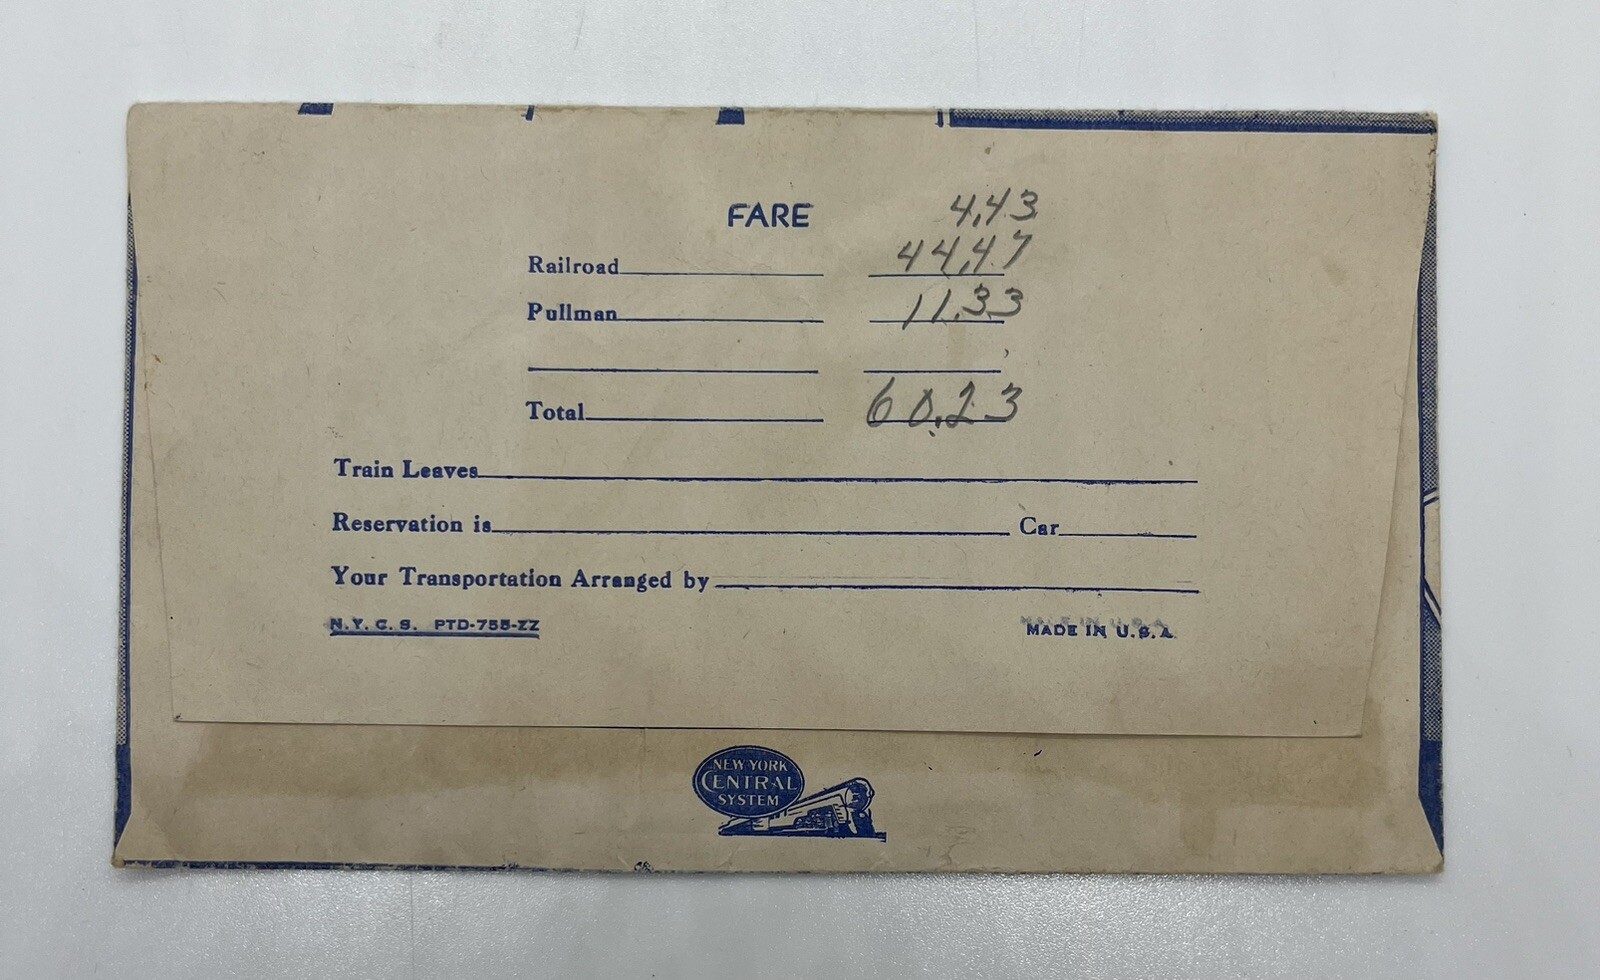 FARE 4.43
Railroad 44.47
Pullman 11.33
Total 60.23
Train Leaves
Reservation is Car
Your Transportation Arranged by
N.Y.C.S. PTD-755-ZZ MADE IN U.S.A.
NEW YORK
CENTRAL
SYSTEM